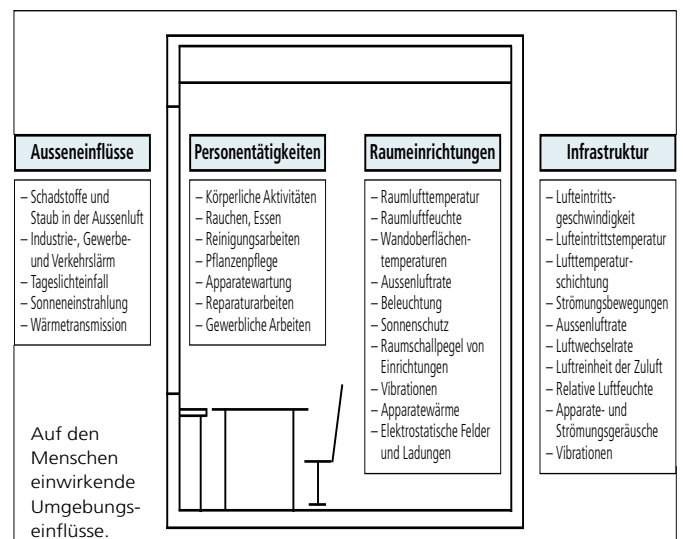 Ausseneinflüsse
– Schadstoffe und
Staub in der Aussenluft
– Industrie-, Gewerbe-
und Verkehrslärm
– Tageslichteinfall
– Sonneneinstrahlung
– Wärmetransmission
Personentätigkeiten
– Körperliche Aktivitäten
– Rauchen, Essen
– Reinigungsarbeiten
– Pflanzenpflege
– Apparatewartung
– Reparaturarbeiten
– Gewerbliche Arbeiten
Raumeinrichtungen
– Raumlufttemperatur
– Raumluftfeuchte
– Wandoberflächen-
temperaturen
– Aussenluftrate
– Beleuchtung
– Sonnenschutz
– Raumschallpegel von
Einrichtungen
– Vibrationen
– Apparatewärme
– Elektrostatische Felder
und Ladungen
Infrastruktur
– Lufteintritts-
geschwindigkeit
– Lufteintrittstemperatur
– Lufttemperatur-
schichtung
– Strömungsbewegungen
– Aussenluftrate
– Luftwechselrate
– Luftreinheit der Zuluft
– Relative Luftfeuchte
– Apparate- und
Strömungsgeräusche
– Vibrationen
Auf den
Menschen
einwirkende
Umgebungs-
einflüsse.